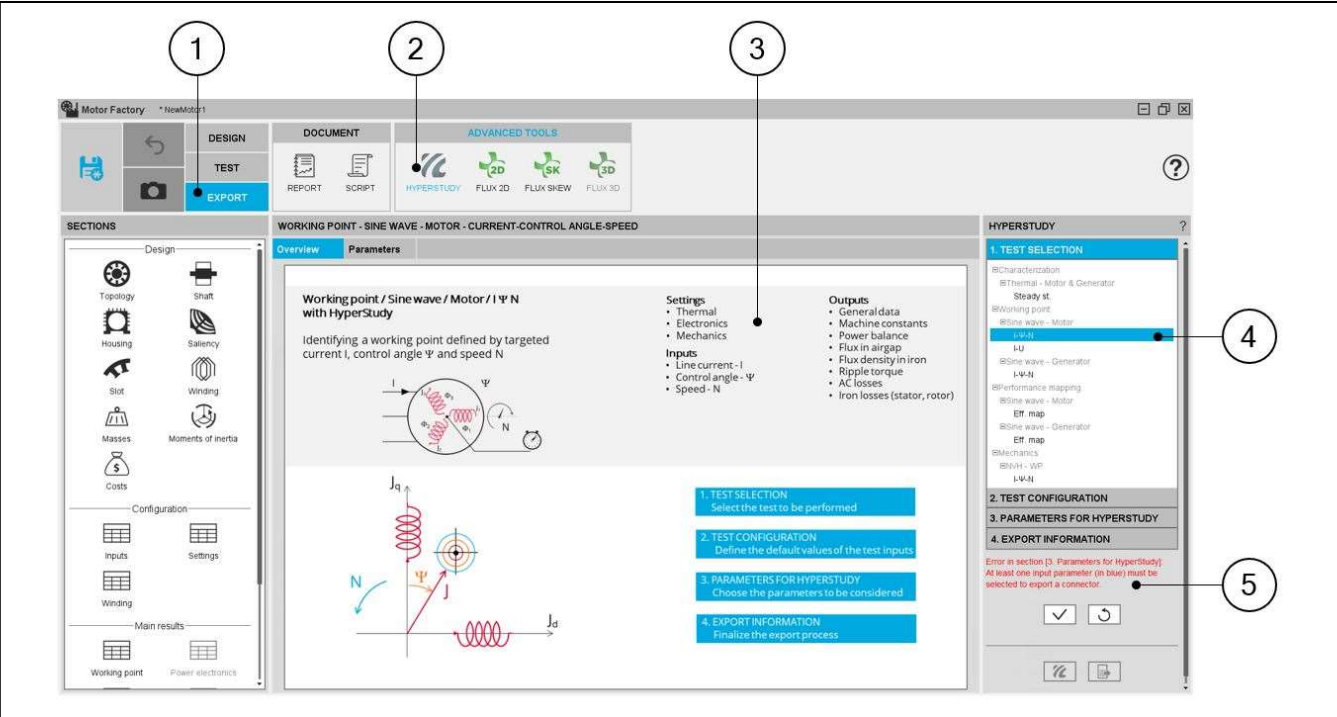 1
2
3
Motor Factory * NewMotor1
DESIGN
TEST
EXPORT
DOCUMENT
REPORT
SCRIPT
ADVANCED TOOLS
HYPERSTUDY
2D
FLUX 2D
SK
FLUX SKEW
3D
FLUX 3D
?
SECTIONS
Design
Topology
Shaft
Housing
Saliency
Slot
Winding
Masses
Moments of inertia
$
Costs
Configuration
Inputs
Settings
Winding
Main results
Working point
Power electronics
WORKING POINT - SINE WAVE - MOTOR - CURRENT-CONTROL ANGLE-SPEED
Overview
Parameters
Working point / Sine wave / Motor / I Ψ N
with HyperStudy
Identifying a working point defined by targeted
current I, control angle Ψ and speed N
Settings
• Thermal
• Electronics
• Mechanics
Inputs
• Line current - I
• Control angle - Ψ
• Speed - N
Outputs
• General data
• Machine constants
• Power balance
• Flux in airgap
• Flux density in iron
• Ripple torque
• AC losses
• Iron losses (stator, rotor)
I
Ψ
N
Jq
N
Ψ
J
Jd
1. TEST SELECTION
Select the test to be performed
2. TEST CONFIGURATION
Define the default values of the test inputs
3. PARAMETERS FOR HYPERSTUDY
Choose the parameters to be considered
4. EXPORT INFORMATION
Finalize the export process
HYPERSTUDY ?
1. TEST SELECTION
Characterization
Thermal - Motor & Generator
Steady st.
Working point
Sine wave - Motor
I-Ψ-N
I-U
Sine wave - Generator
I-Ψ-N
Performance mapping
Sine wave - Motor
Eff. map
Sine wave - Generator
Eff. map
Mechanics
NVH - WP
I-Ψ-N
2. TEST CONFIGURATION
3. PARAMETERS FOR HYPERSTUDY
4. EXPORT INFORMATION
Error in section [3. Parameters for HyperStudy]:
At least one input parameter (in blue) must be
selected to export a connector.
4
5